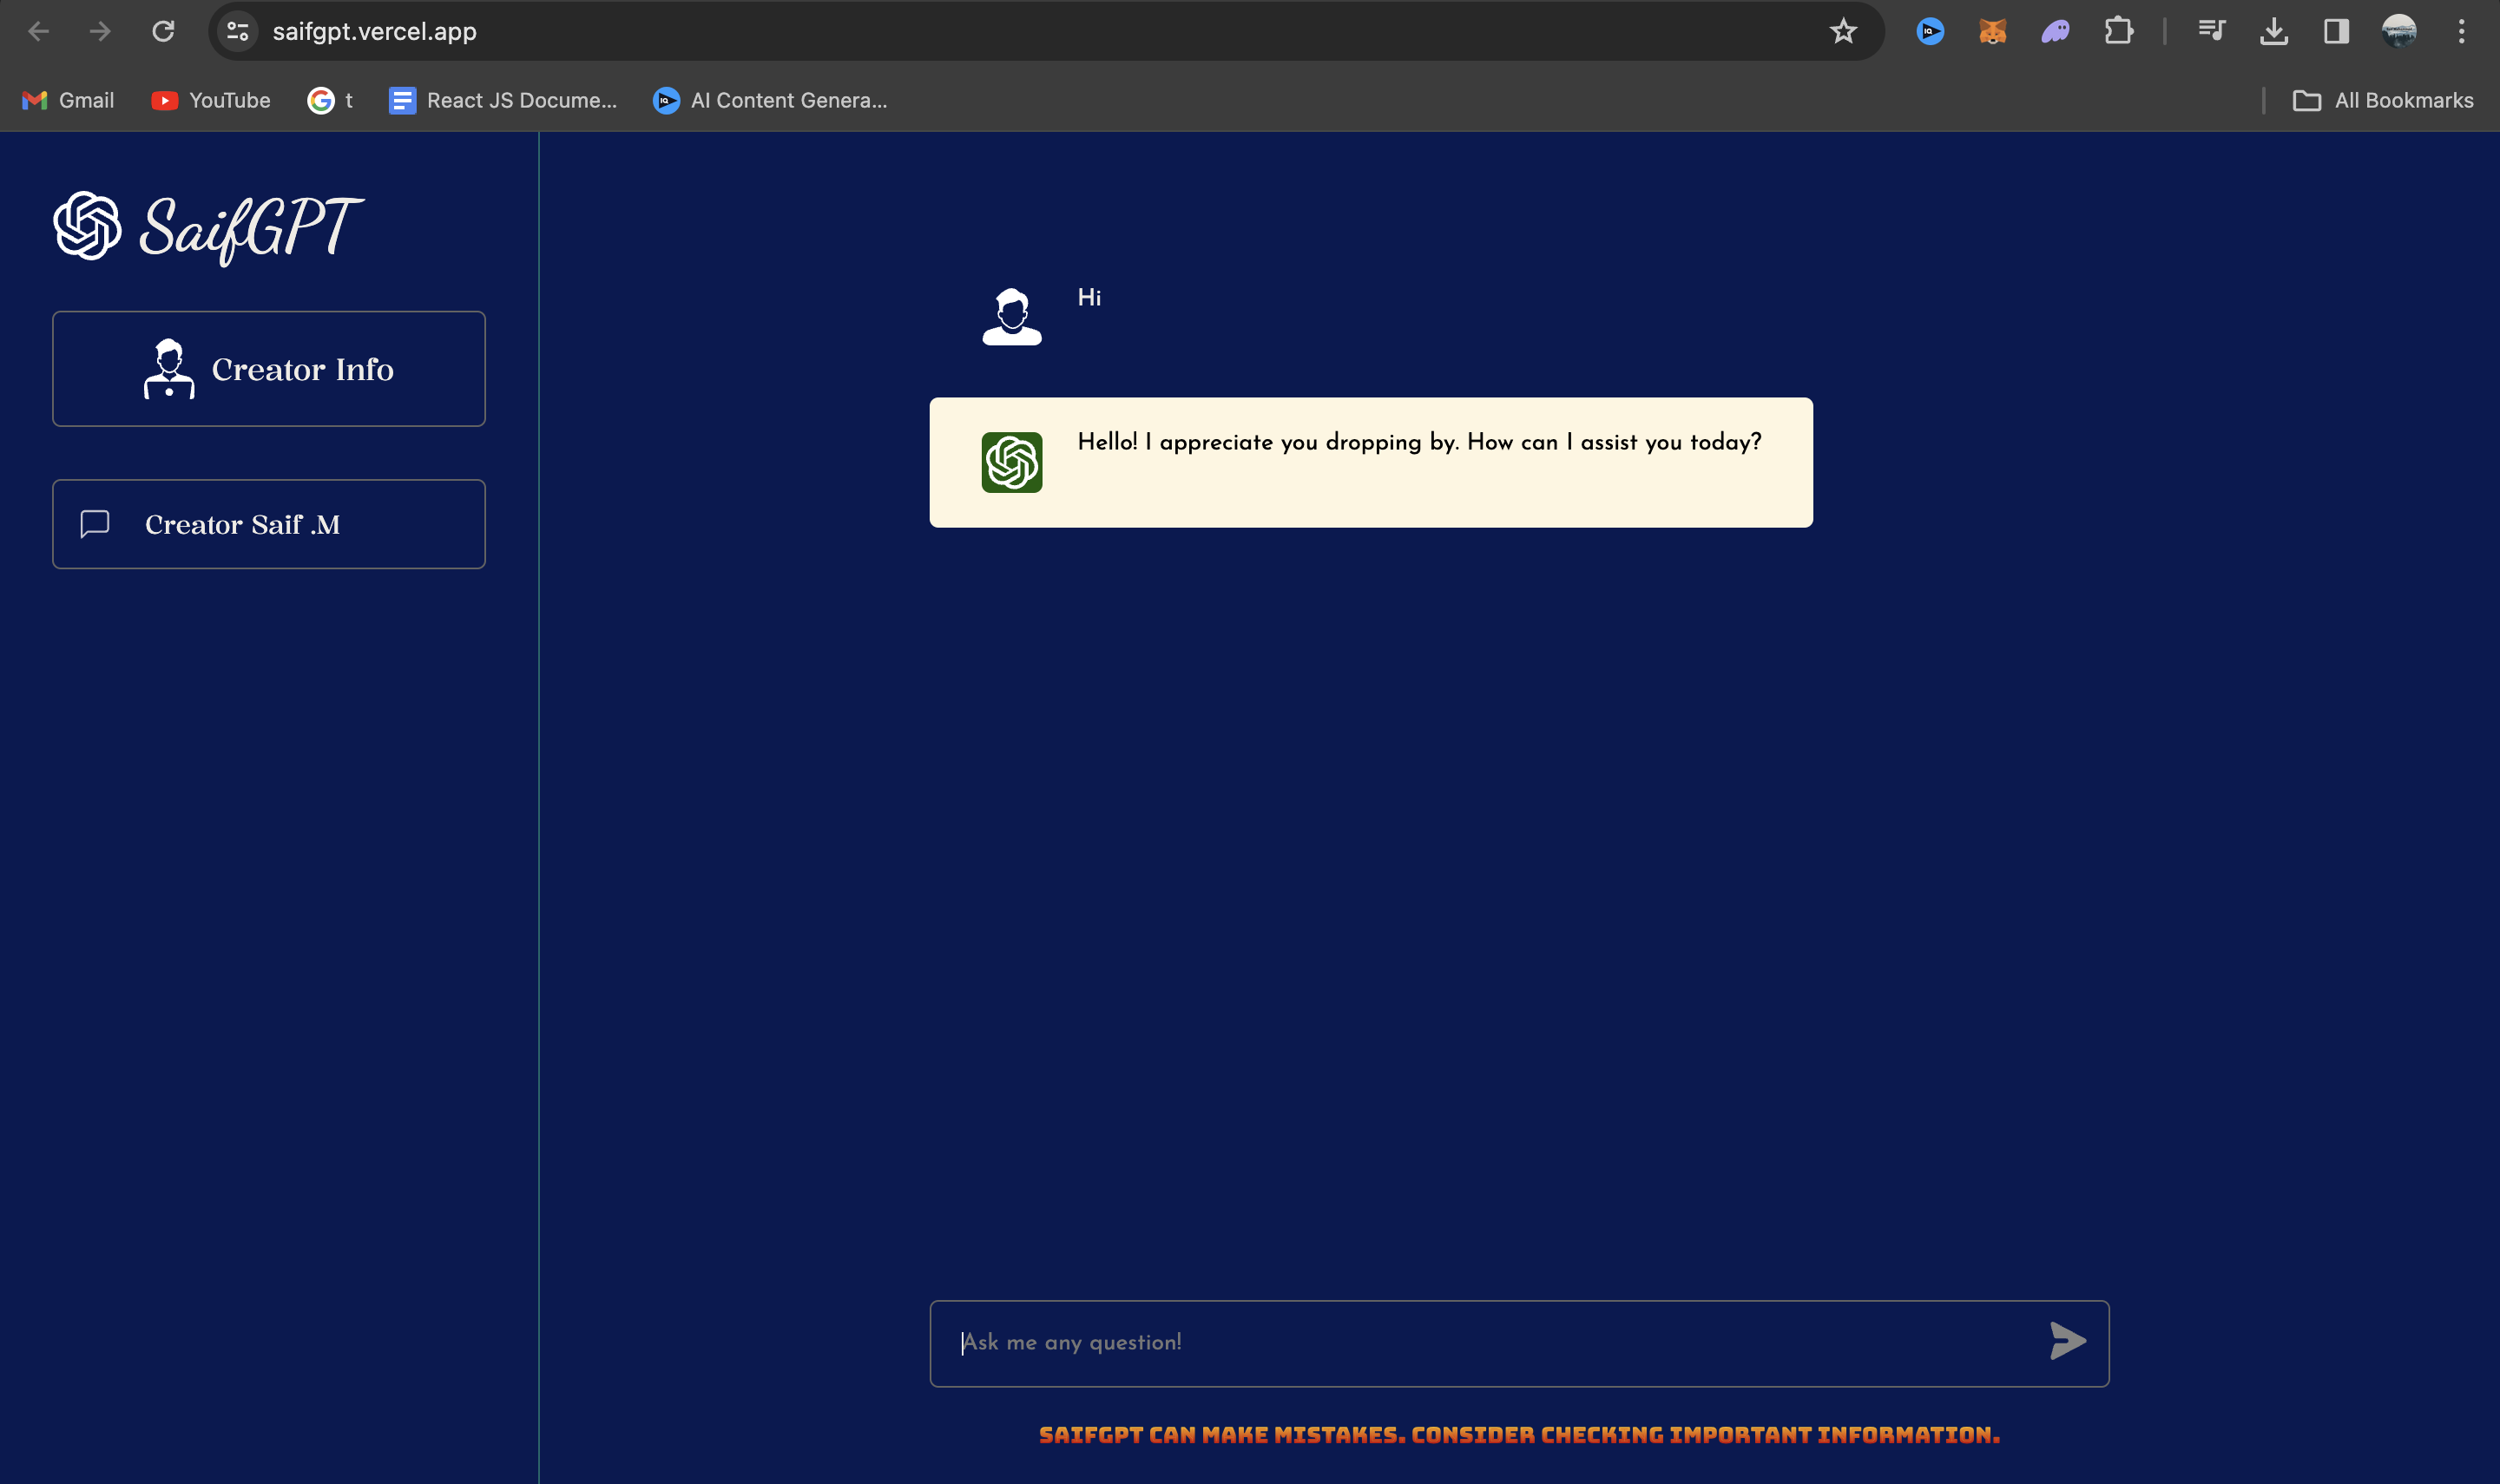 saifgpt.vercel.app
Gmail
YouTube
t
React JS Docume...
AI Content Genera...
All Bookmarks
SaifGPT
Creator Info
Creator Saif .M
Hi
Hello! I appreciate you dropping by. How can I assist you today?
Ask me any question!
SAIFGPT CAN MAKE MISTAKES. CONSIDER CHECKING IMPORTANT INFORMATION.